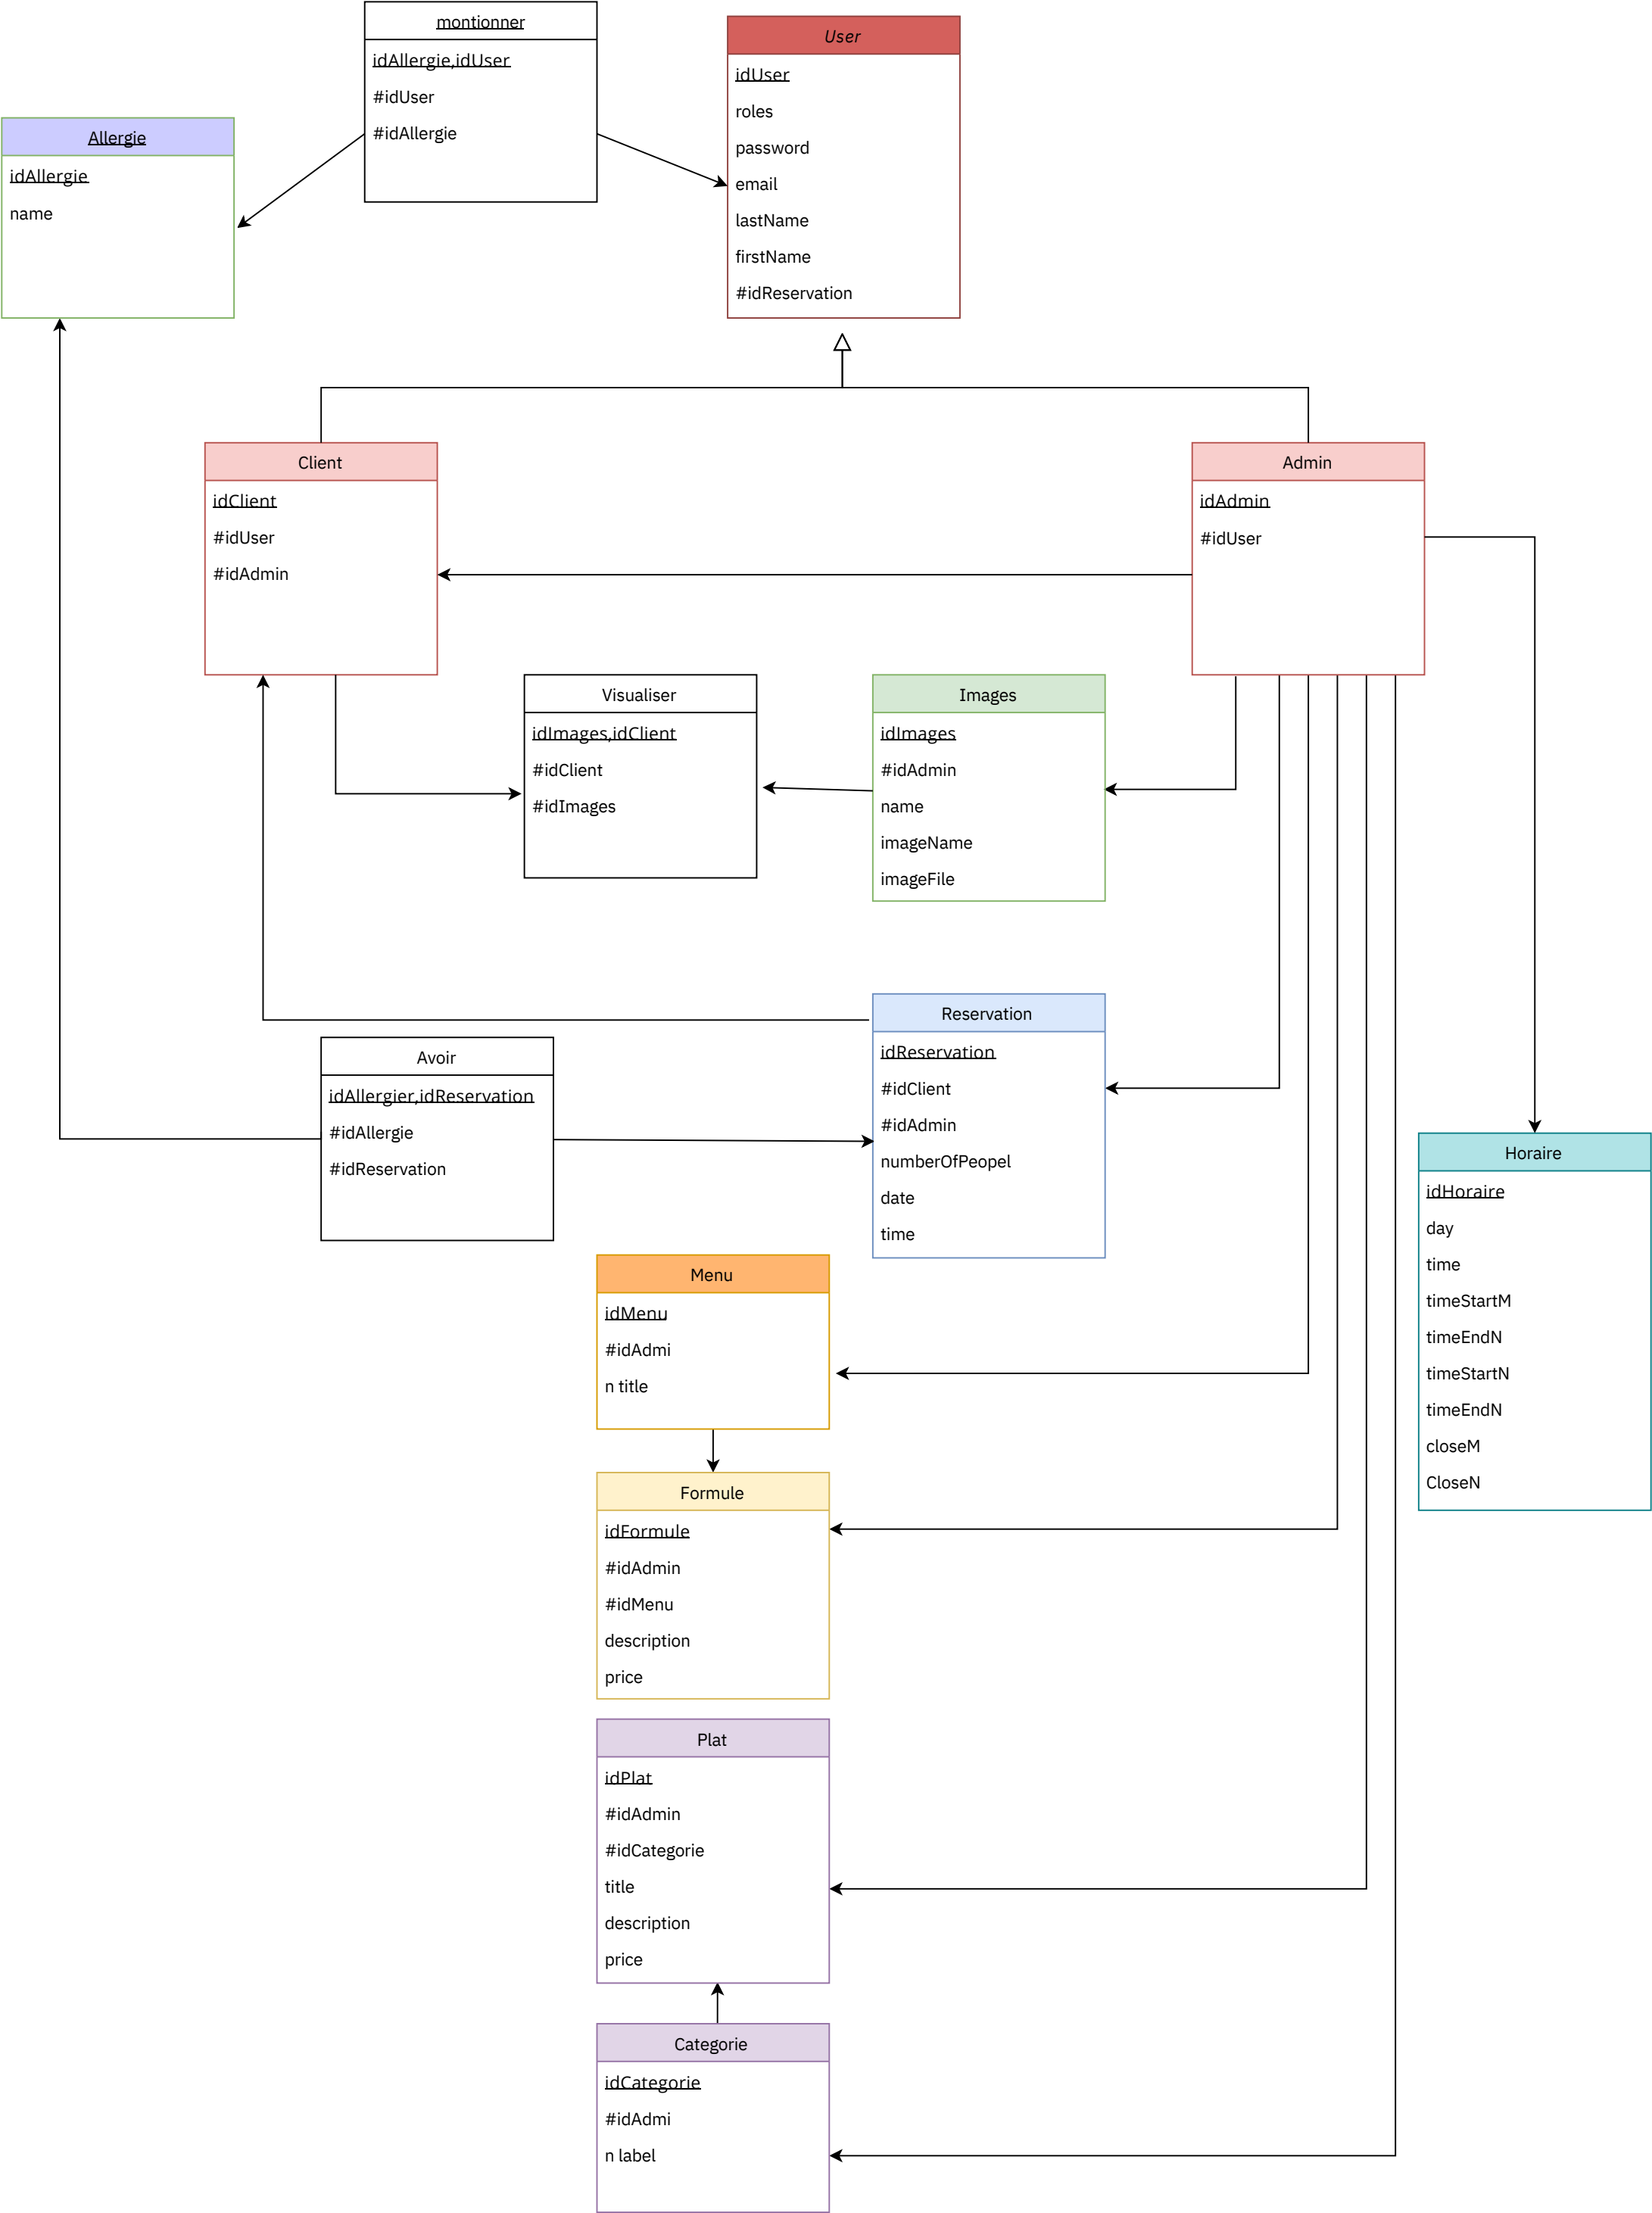 montionner
idAllergie,idUser
#idUser
#idAllergie
User
idUser
roles
password
email
lastName
firstName
#idReservation
Allergie
idAllergie
name
Client
idClient
#idUser
#idAdmin
Admin
idAdmin
#idUser
Visualiser
idImages,idClient
#idClient
#idImages
Images
idImages
#idAdmin
name
imageName
imageFile
Reservation
idReservation
#idClient
#idAdmin
numberOfPeopel
date
time
Avoir
idAllergier,idReservation
#idAllergie
#idReservation
Horaire
idHoraire
day
time
timeStartM
timeEndN
timeStartN
timeEndN
closeM
CloseN
Menu
idMenu
#idAdmi
n title
Formule
idFormule
#idAdmin
#idMenu
description
price
Plat
idPlat
#idAdmin
#idCategorie
title
description
price
Categorie
idCategorie
#idAdmi
n label